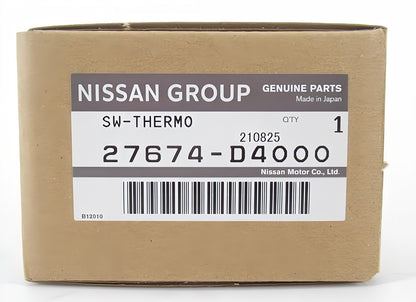 NISSAN GROUP GENUINE PARTS
Made in Japan
SW-THERMO QTY 1
210825
27674-D4000
Nissan Motor Co., Ltd.
B12010